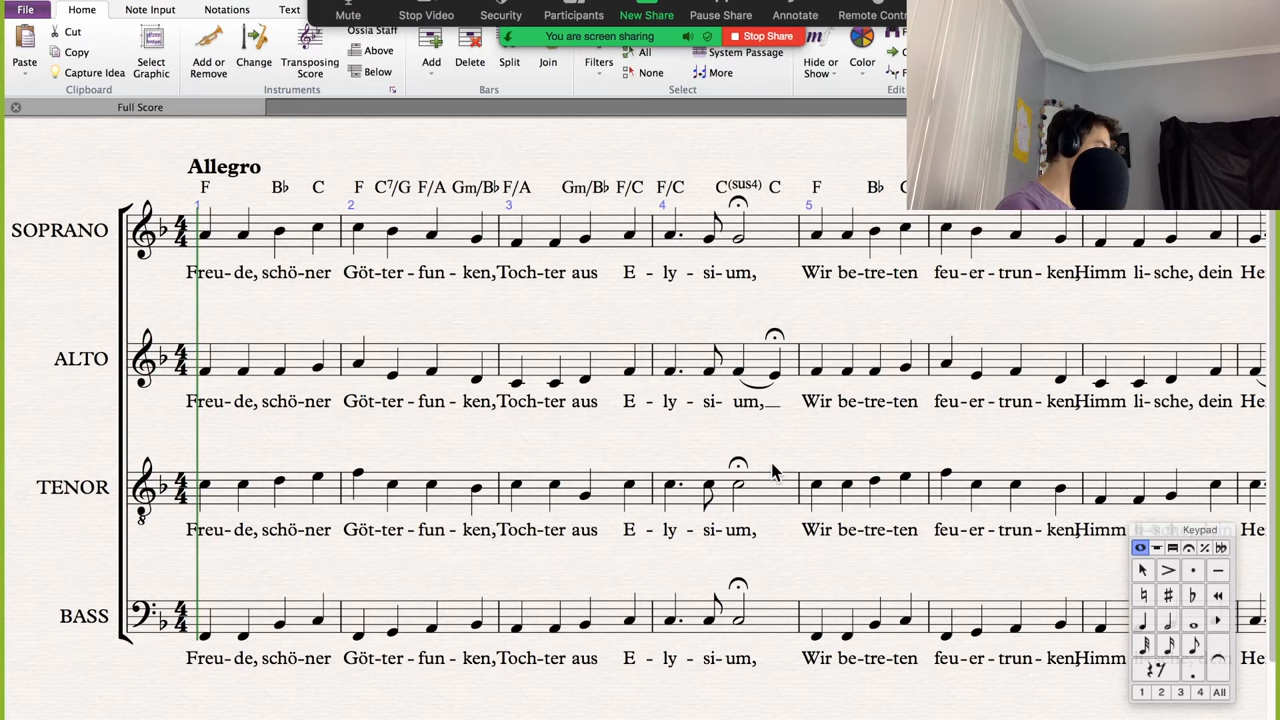 Mute Stop Video Security Participants New Share Pause Share Annotate
File Home Note Input Notations Text
You are screen sharing Stop Share
Cut
Copy
Capture Idea
Paste
Select Graphic
Add or Remove
Change
Transposing Score
Ossia Staff
Above
Below
Add
Delete
Split
Join
Filters
All
None
System Passage
More
Hide or Show
Color
Clipboard Instruments Bars Select Edit
Full Score
Allegro
F B♭ C F C7/G F/A Gm/B♭ F/A Gm/B♭ F/C F/C C(sus4) C F B♭
1 2 3 4 5
SOPRANO
Freu- de, schö-ner Göt-ter-fun-ken, Toch-ter aus E - ly - si-um, Wir be-tre-ten feu-er-trun-ken, Himm li-sche, dein He
ALTO
Freu- de, schö-ner Göt-ter-fun-ken, Toch-ter aus E - ly - si- um,_ Wir be-tre-ten feu-er-trun-ken, Himm li-sche, dein He
TENOR
8
Freu- de, schö-ner Göt-ter-fun-ken, Toch-ter aus E - ly - si-um, Wir be-tre-ten feu-er-trun-ken, Himm
Keypad
BASS
Freu- de, schö-ner Göt-ter-fun-ken, Toch-ter aus E - ly - si-um, Wir be-tre-ten feu-er-trun-ken, Himm He
1 2 3 4 All